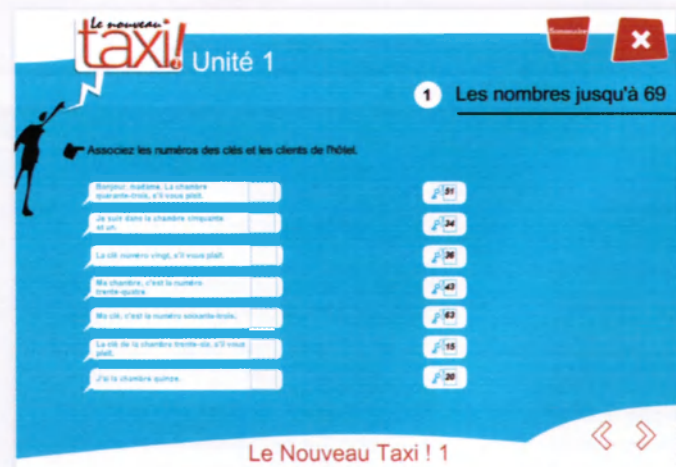 Le nouveau
taxi! 1
Unité 1
Sommaire
1 Les nombres jusqu'à 69
Associez les numéros des clés et les clients de l'hôtel.
Bonjour, madame. La chambre
quarante-trois, s'il vous plaît.
51
Je suis dans la chambre cinquante
et un.
34
La clé numéro vingt, s'il vous plaît.
36
Ma chambre, c'est la numéro
trente-quatre.
43
Ma clé, c'est la numéro soixante-trois.
63
La clé de la chambre trente-six, s'il vous
plaît.
15
J'ai la chambre quinze.
20
Le Nouveau Taxi ! 1